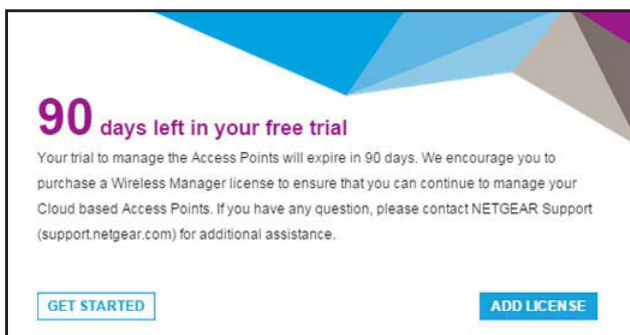 90 days left in your free trial
Your trial to manage the Access Points will expire in 90 days. We encourage you to
purchase a Wireless Manager license to ensure that you can continue to manage your
Cloud based Access Points. If you have any question, please contact NETGEAR Support
(support.netgear.com) for additional assistance.
GET STARTED
ADD LICENSE